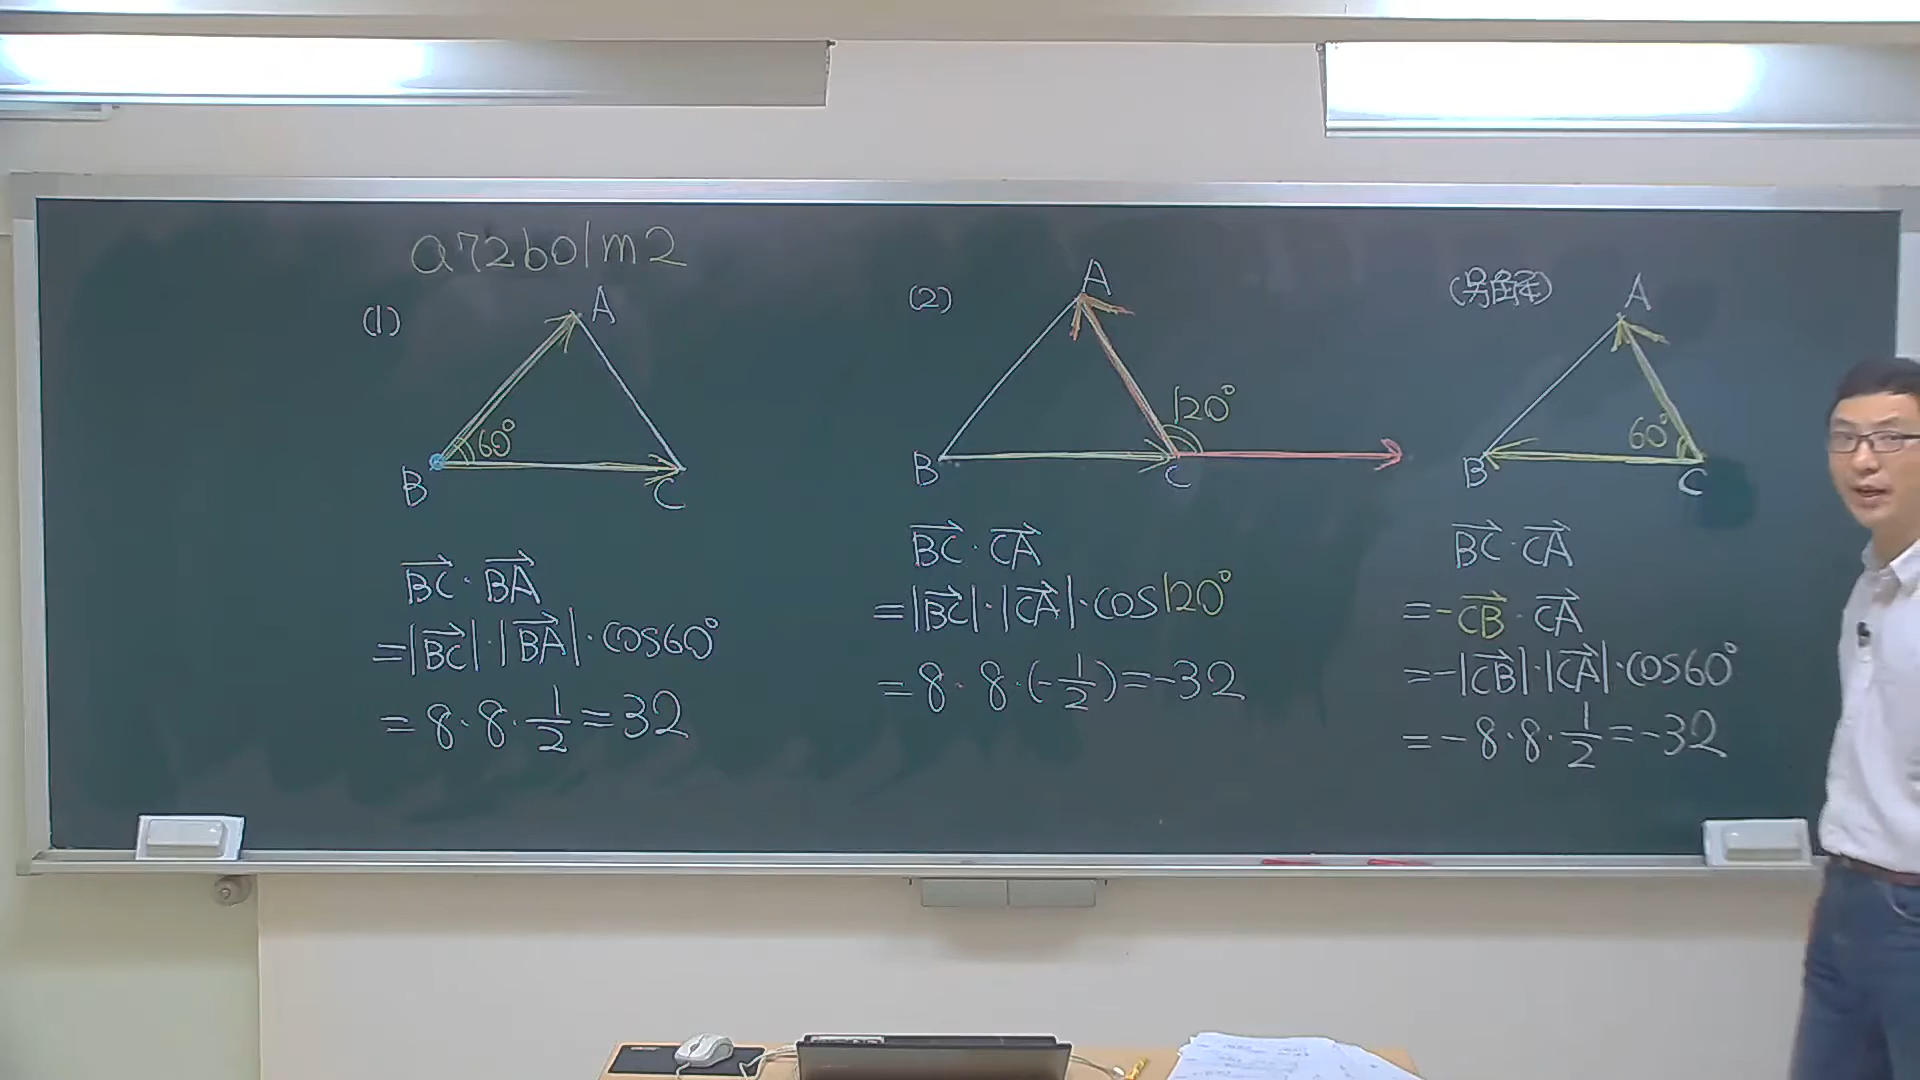 a72b01m2
(1)
A
60°
B
C
BC⃗·BA⃗
=|BC⃗|·|BA⃗|·cos60°
=8·8·1/2=32
(2)
A
120°
B
C
BC⃗·CA⃗
=|BC⃗|·|CA⃗|·cos120°
=8·8·(-1/2)=-32
(另解)
A
60°
B
C
BC⃗·CA⃗
=-CB⃗·CA⃗
=-|CB⃗|·|CA⃗|·cos60°
=-8·8·1/2=-32